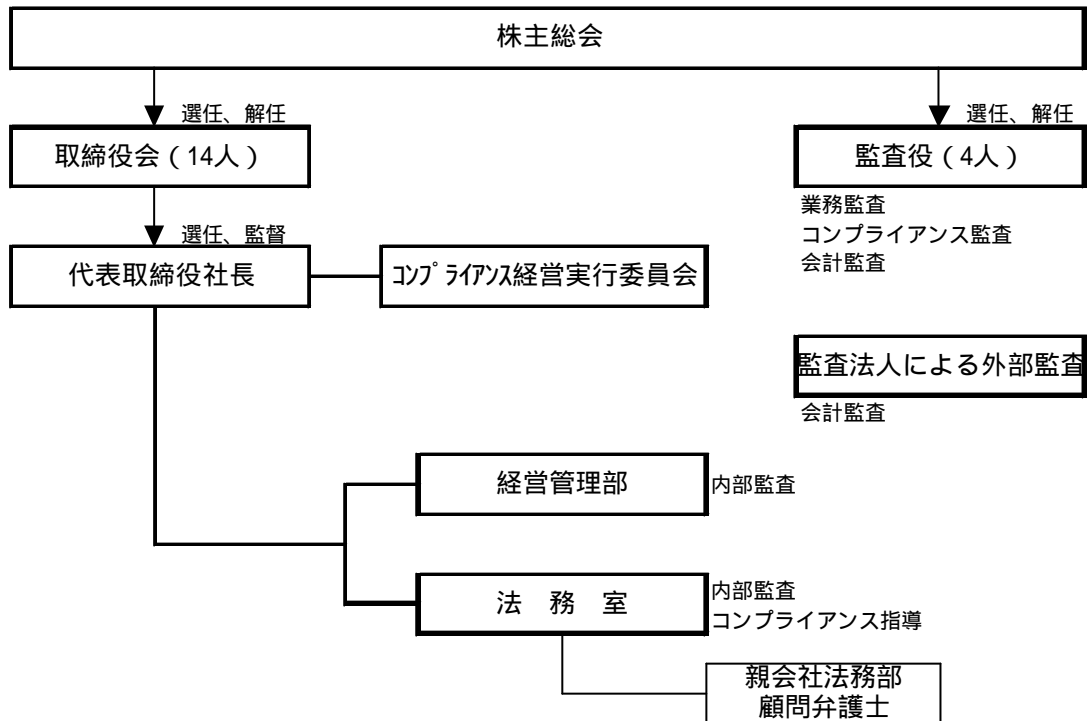 株主総会
選任、解任
選任、解任
取締役会（14人）
監査役（4人）
業務監査
コンプライアンス監査
会計監査
選任、監督
代表取締役社長
ｺﾝﾌﾟﾗｲｱﾝｽ経営実行委員会
監査法人による外部監査
会計監査
経営管理部
内部監査
法　務　室
内部監査
コンプライアンス指導
親会社法務部
顧問弁護士